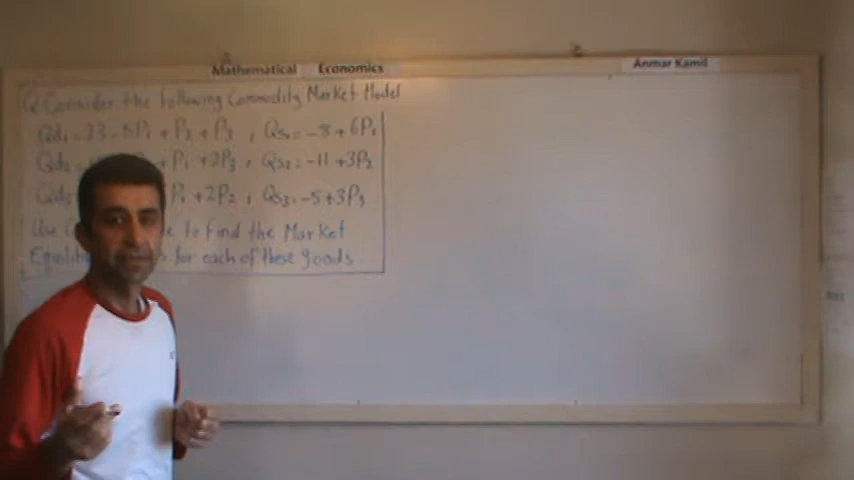 Mathematical Economics
Anmar Kamil
Q: Consider the following Commodity Market Model
Qd₁ = 23 - 5P₁ + P₂ + P₃ , Qs₁ = -8 + 6P₁
Qd₂ = + P₁ + 2P₃ , Qs₂ = -11 + 3P₂
Qd₃ P₁ + 2P₂ , Qs₃ = -5 + 3P₃
Use to find the Market
for each of these goods